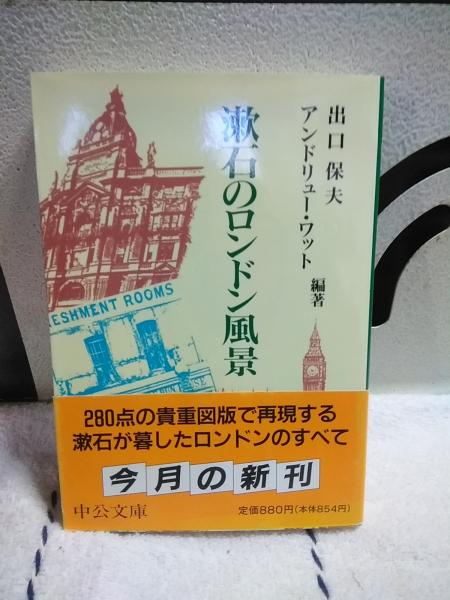 出口保夫
アンドリュー・ワット 編著
漱石のロンドン風景
ESHMENT ROOMS
280点の貴重図版で再現する
漱石が暮したロンドンのすべて
今月の新刊
中公文庫
定価880円(本体854円)